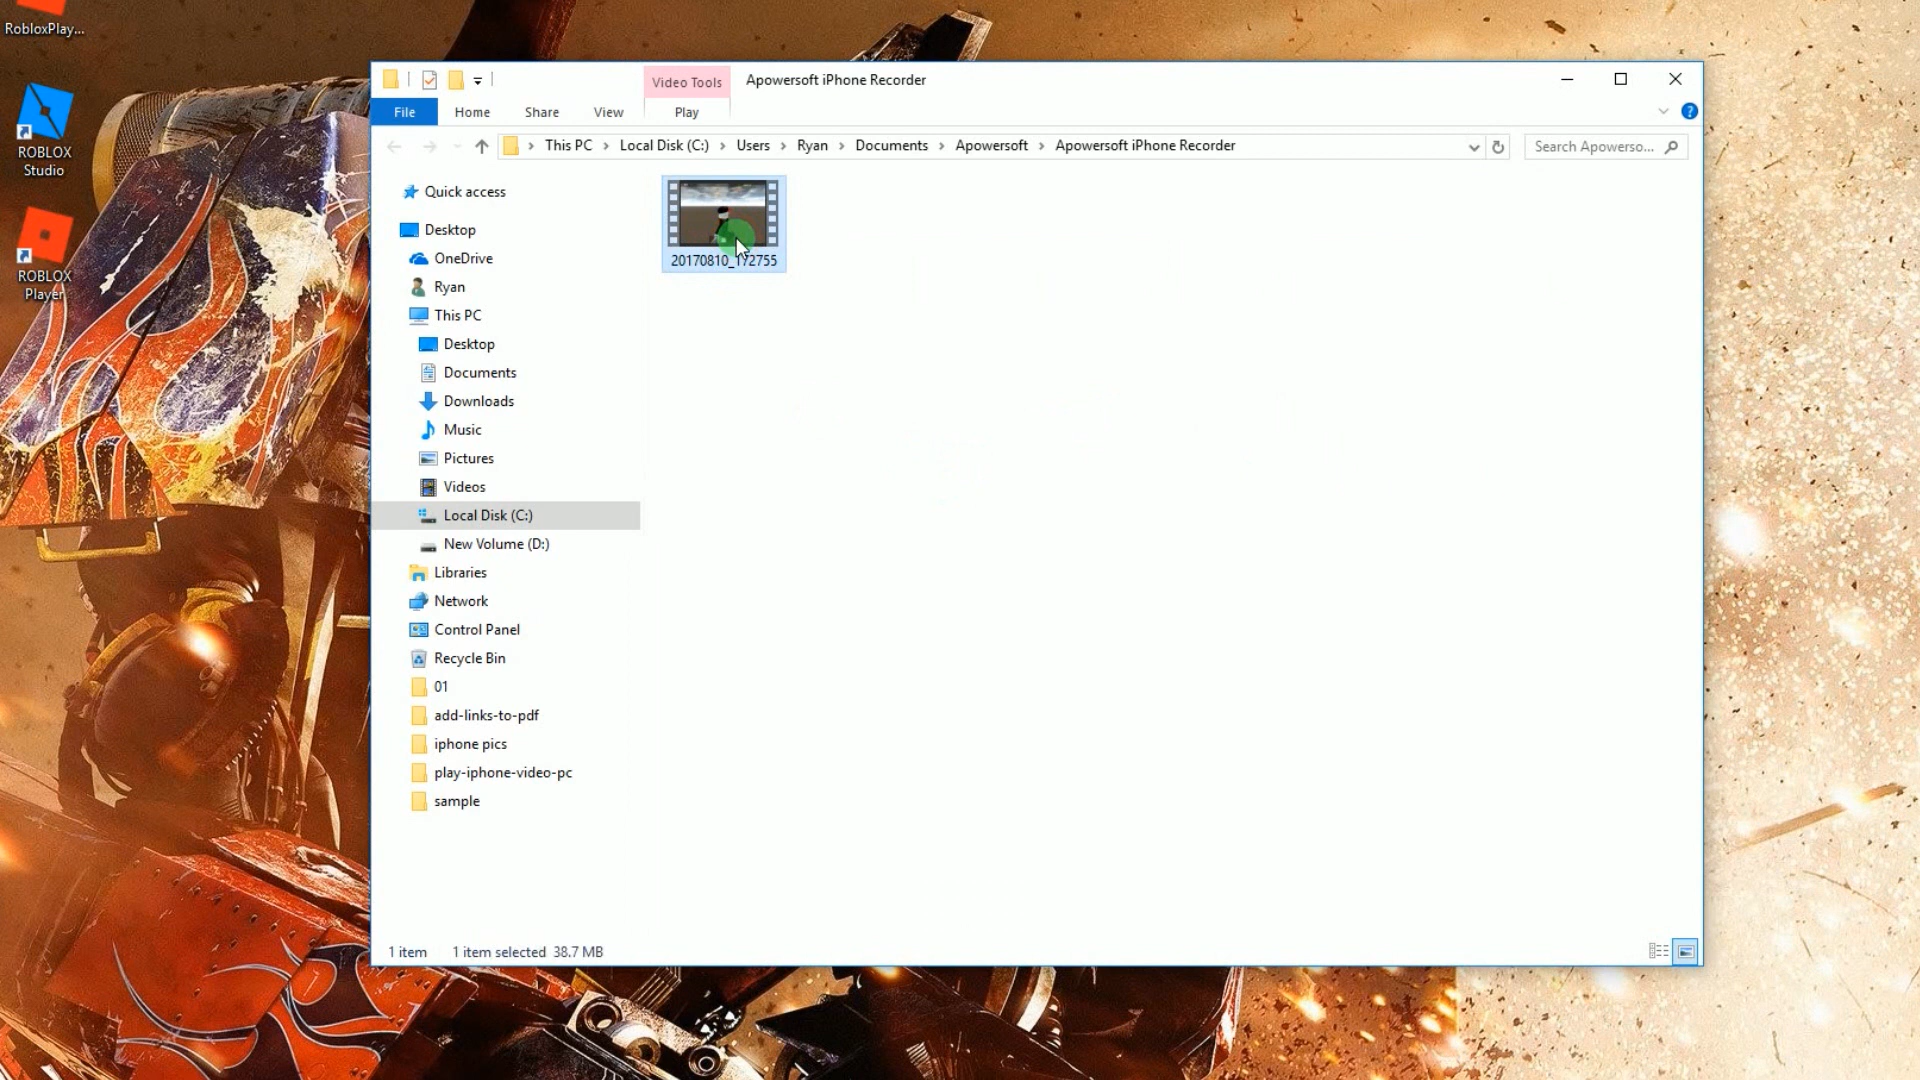 RobloxPlay...
ROBLOX
Studio
ROBLOX
Player
Video Tools
Apowersoft iPhone Recorder
File
Home
Share
View
Play
This PC
Local Disk (C:)
Users
Ryan
Documents
Apowersoft
Apowersoft iPhone Recorder
Search Apowerso...
Quick access
Desktop
OneDrive
Ryan
This PC
Desktop
Documents
Downloads
Music
Pictures
Videos
Local Disk (C:)
New Volume (D:)
Libraries
Network
Control Panel
Recycle Bin
01
add-links-to-pdf
iphone pics
play-iphone-video-pc
sample
20170810_172755
1 item
1 item selected 38.7 MB